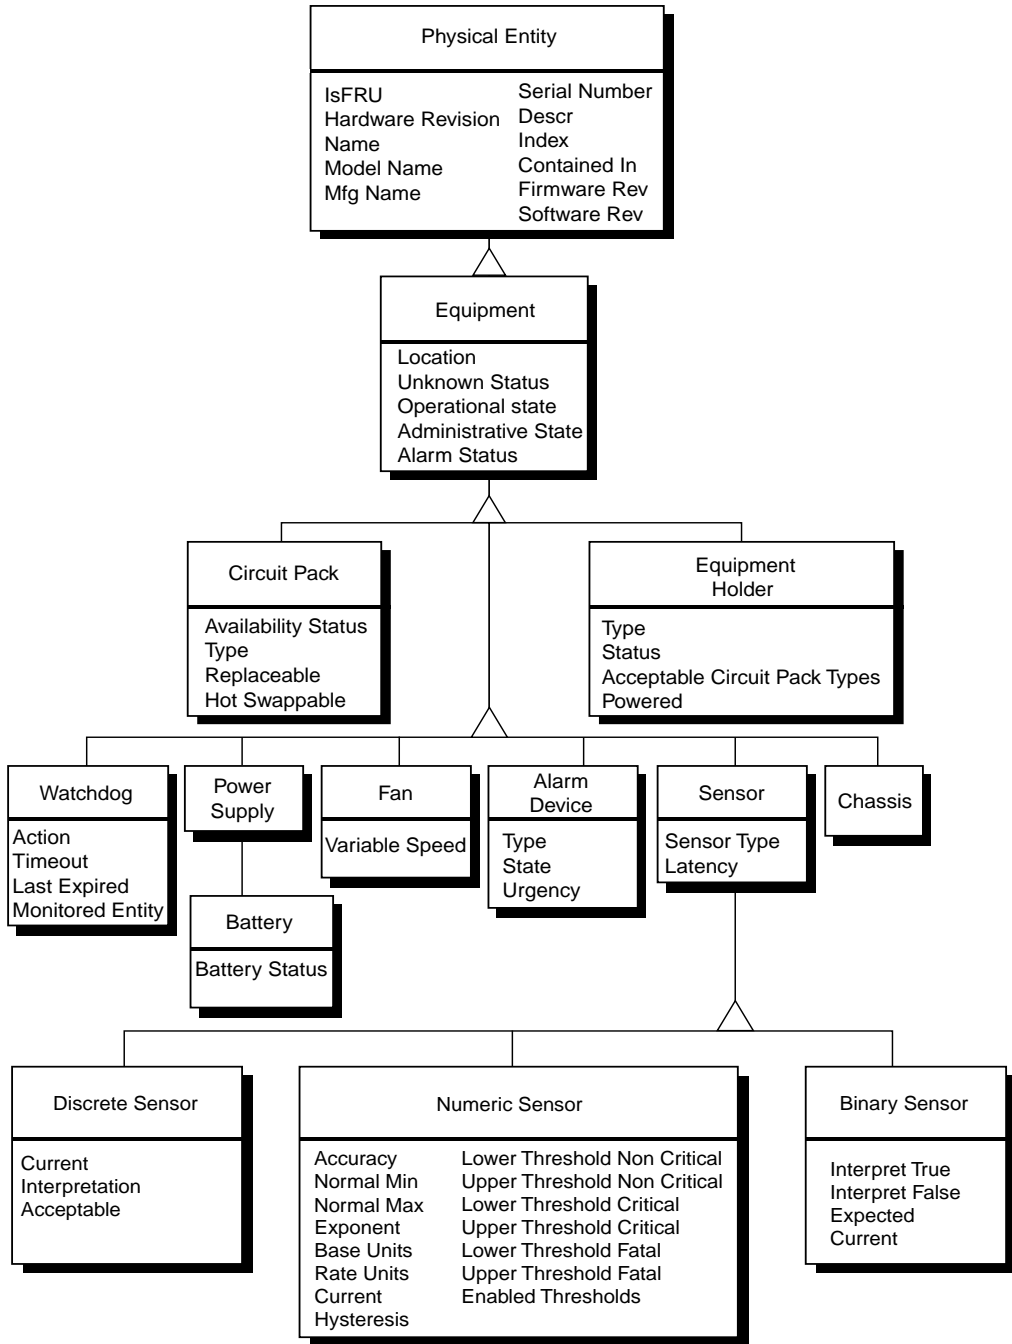 Physical Entity
IsFRU
Hardware Revision
Name
Model Name
Mfg Name
Serial Number
Descr
Index
Contained In
Firmware Rev
Software Rev
Equipment
Location
Unknown Status
Operational state
Administrative State
Alarm Status
Circuit Pack
Availability Status
Type
Replaceable
Hot Swappable
Equipment
Holder
Type
Status
Acceptable Circuit Pack Types
Powered
Watchdog
Action
Timeout
Last Expired
Monitored Entity
Power
Supply
Battery
Battery Status
Fan
Variable Speed
Alarm
Device
Type
State
Urgency
Sensor
Sensor Type
Latency
Chassis
Discrete Sensor
Current
Interpretation
Acceptable
Numeric Sensor
Accuracy
Normal Min
Normal Max
Exponent
Base Units
Rate Units
Current
Hysteresis
Lower Threshold Non Critical
Upper Threshold Non Critical
Lower Threshold Critical
Upper Threshold Critical
Lower Threshold Fatal
Upper Threshold Fatal
Enabled Thresholds
Binary Sensor
Interpret True
Interpret False
Expected
Current